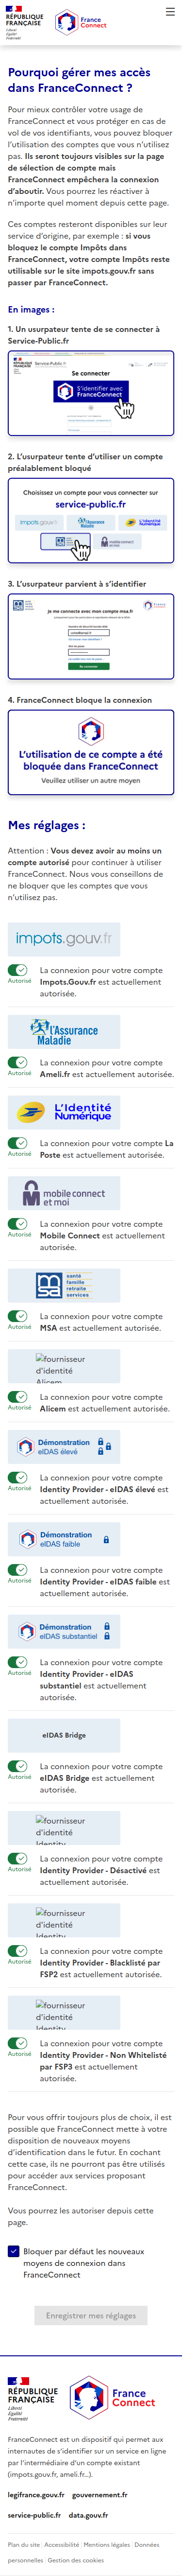 RÉPUBLIQUE
FRANÇAISE
Liberté
Égalité
Fraternité
France
Connect
Pourquoi gérer mes accès
dans FranceConnect ?
Pour mieux contrôler votre usage de
FranceConnect et vous protéger en cas de
vol de vos identifiants, vous pouvez bloquer
l’utilisation des comptes que vous n’utilisez
pas. Ils seront toujours visibles sur la page
de sélection de compte mais
FranceConnect empêchera la connexion
d’aboutir. Vous pourrez les réactiver à
n’importe quel moment depuis cette page.
Ces comptes resteront disponibles sur leur
service d’origine, par exemple : si vous
bloquez le compte Impôts dans
FranceConnect, votre compte Impôts reste
utilisable sur le site impots.gouv.fr sans
passer par FranceConnect.
En images :
1. Un usurpateur tente de se connecter à
Service-Public.fr
Service-Public.fr
Se connecter
S’identifier avec
FranceConnect
2. L’usurpateur tente d’utiliser un compte
préalablement bloqué
Choisissez un compte pour vous connecter sur
service-public.fr
impots.gouv.fr
l’Assurance
Maladie
L’Identité
Numérique
mobile connect
et moi
3. L’usurpateur parvient à s’identifier
je me connecte avec mon compte msa.fr
4. FranceConnect bloque la connexion
L’utilisation de ce compte a été
bloquée dans FranceConnect
Veuillez utiliser un autre moyen
Mes réglages :
Attention : Vous devez avoir au moins un
compte autorisé pour continuer à utiliser
FranceConnect. Nous vous conseillons de
ne bloquer que les comptes que vous
n’utilisez pas.
impots.gouv.fr
La connexion pour votre compte
Autorisé
Impots.Gouv.fr est actuellement
autorisée.
l’Assurance
Maladie
La connexion pour votre compte
Autorisé
Ameli.fr est actuellement autorisée.
L’Identité
Numérique
La connexion pour votre compte La
Autorisé
Poste est actuellement autorisée.
mobile connect
et moi
La connexion pour votre compte
Autorisé
Mobile Connect est actuellement
autorisée.
msa
santé
famille
retraite
services
La connexion pour votre compte
Autorisé
MSA est actuellement autorisée.
fournisseur
d'identité
Alicem
La connexion pour votre compte
Autorisé
Alicem est actuellement autorisée.
Démonstration
eIDAS élevé
La connexion pour votre compte
Autorisé
Identity Provider - eIDAS élevé est
actuellement autorisée.
Démonstration
eIDAS faible
La connexion pour votre compte
Autorisé
Identity Provider - eIDAS faible est
actuellement autorisée.
Démonstration
eIDAS substantiel
La connexion pour votre compte
Autorisé
Identity Provider - eIDAS
substantiel est actuellement
autorisée.
eIDAS Bridge
La connexion pour votre compte
Autorisé
eIDAS Bridge est actuellement
autorisée.
fournisseur
d'identité
Identity
La connexion pour votre compte
Autorisé
Identity Provider - Désactivé est
actuellement autorisée.
fournisseur
d'identité
Identity
La connexion pour votre compte
Autorisé
Identity Provider - Blacklisté par
FSP2 est actuellement autorisée.
fournisseur
d'identité
Identity
La connexion pour votre compte
Autorisé
Identity Provider - Non Whitelisté
par FSP3 est actuellement
autorisée.
Pour vous offrir toujours plus de choix, il est
possible que FranceConnect mette à votre
disposition de nouveaux moyens
d’identification dans le futur. En cochant
cette case, ils ne pourront pas être utilisés
pour accéder aux services proposant
FranceConnect.
Vous pourrez les autoriser depuis cette
page.
Bloquer par défaut les nouveaux
moyens de connexion dans
FranceConnect
Enregistrer mes réglages
RÉPUBLIQUE
FRANÇAISE
Liberté
Égalité
Fraternité
France
Connect
FranceConnect est un dispositif qui permet aux
internautes de s’identifier sur un service en ligne
par l’intermédiaire d’un compte existant
(impots.gouv.fr, ameli.fr...).
legifrance.gouv.fr gouvernement.fr
service-public.fr data.gouv.fr
Plan du site Accessibilité Mentions légales Données
personnelles Gestion des cookies